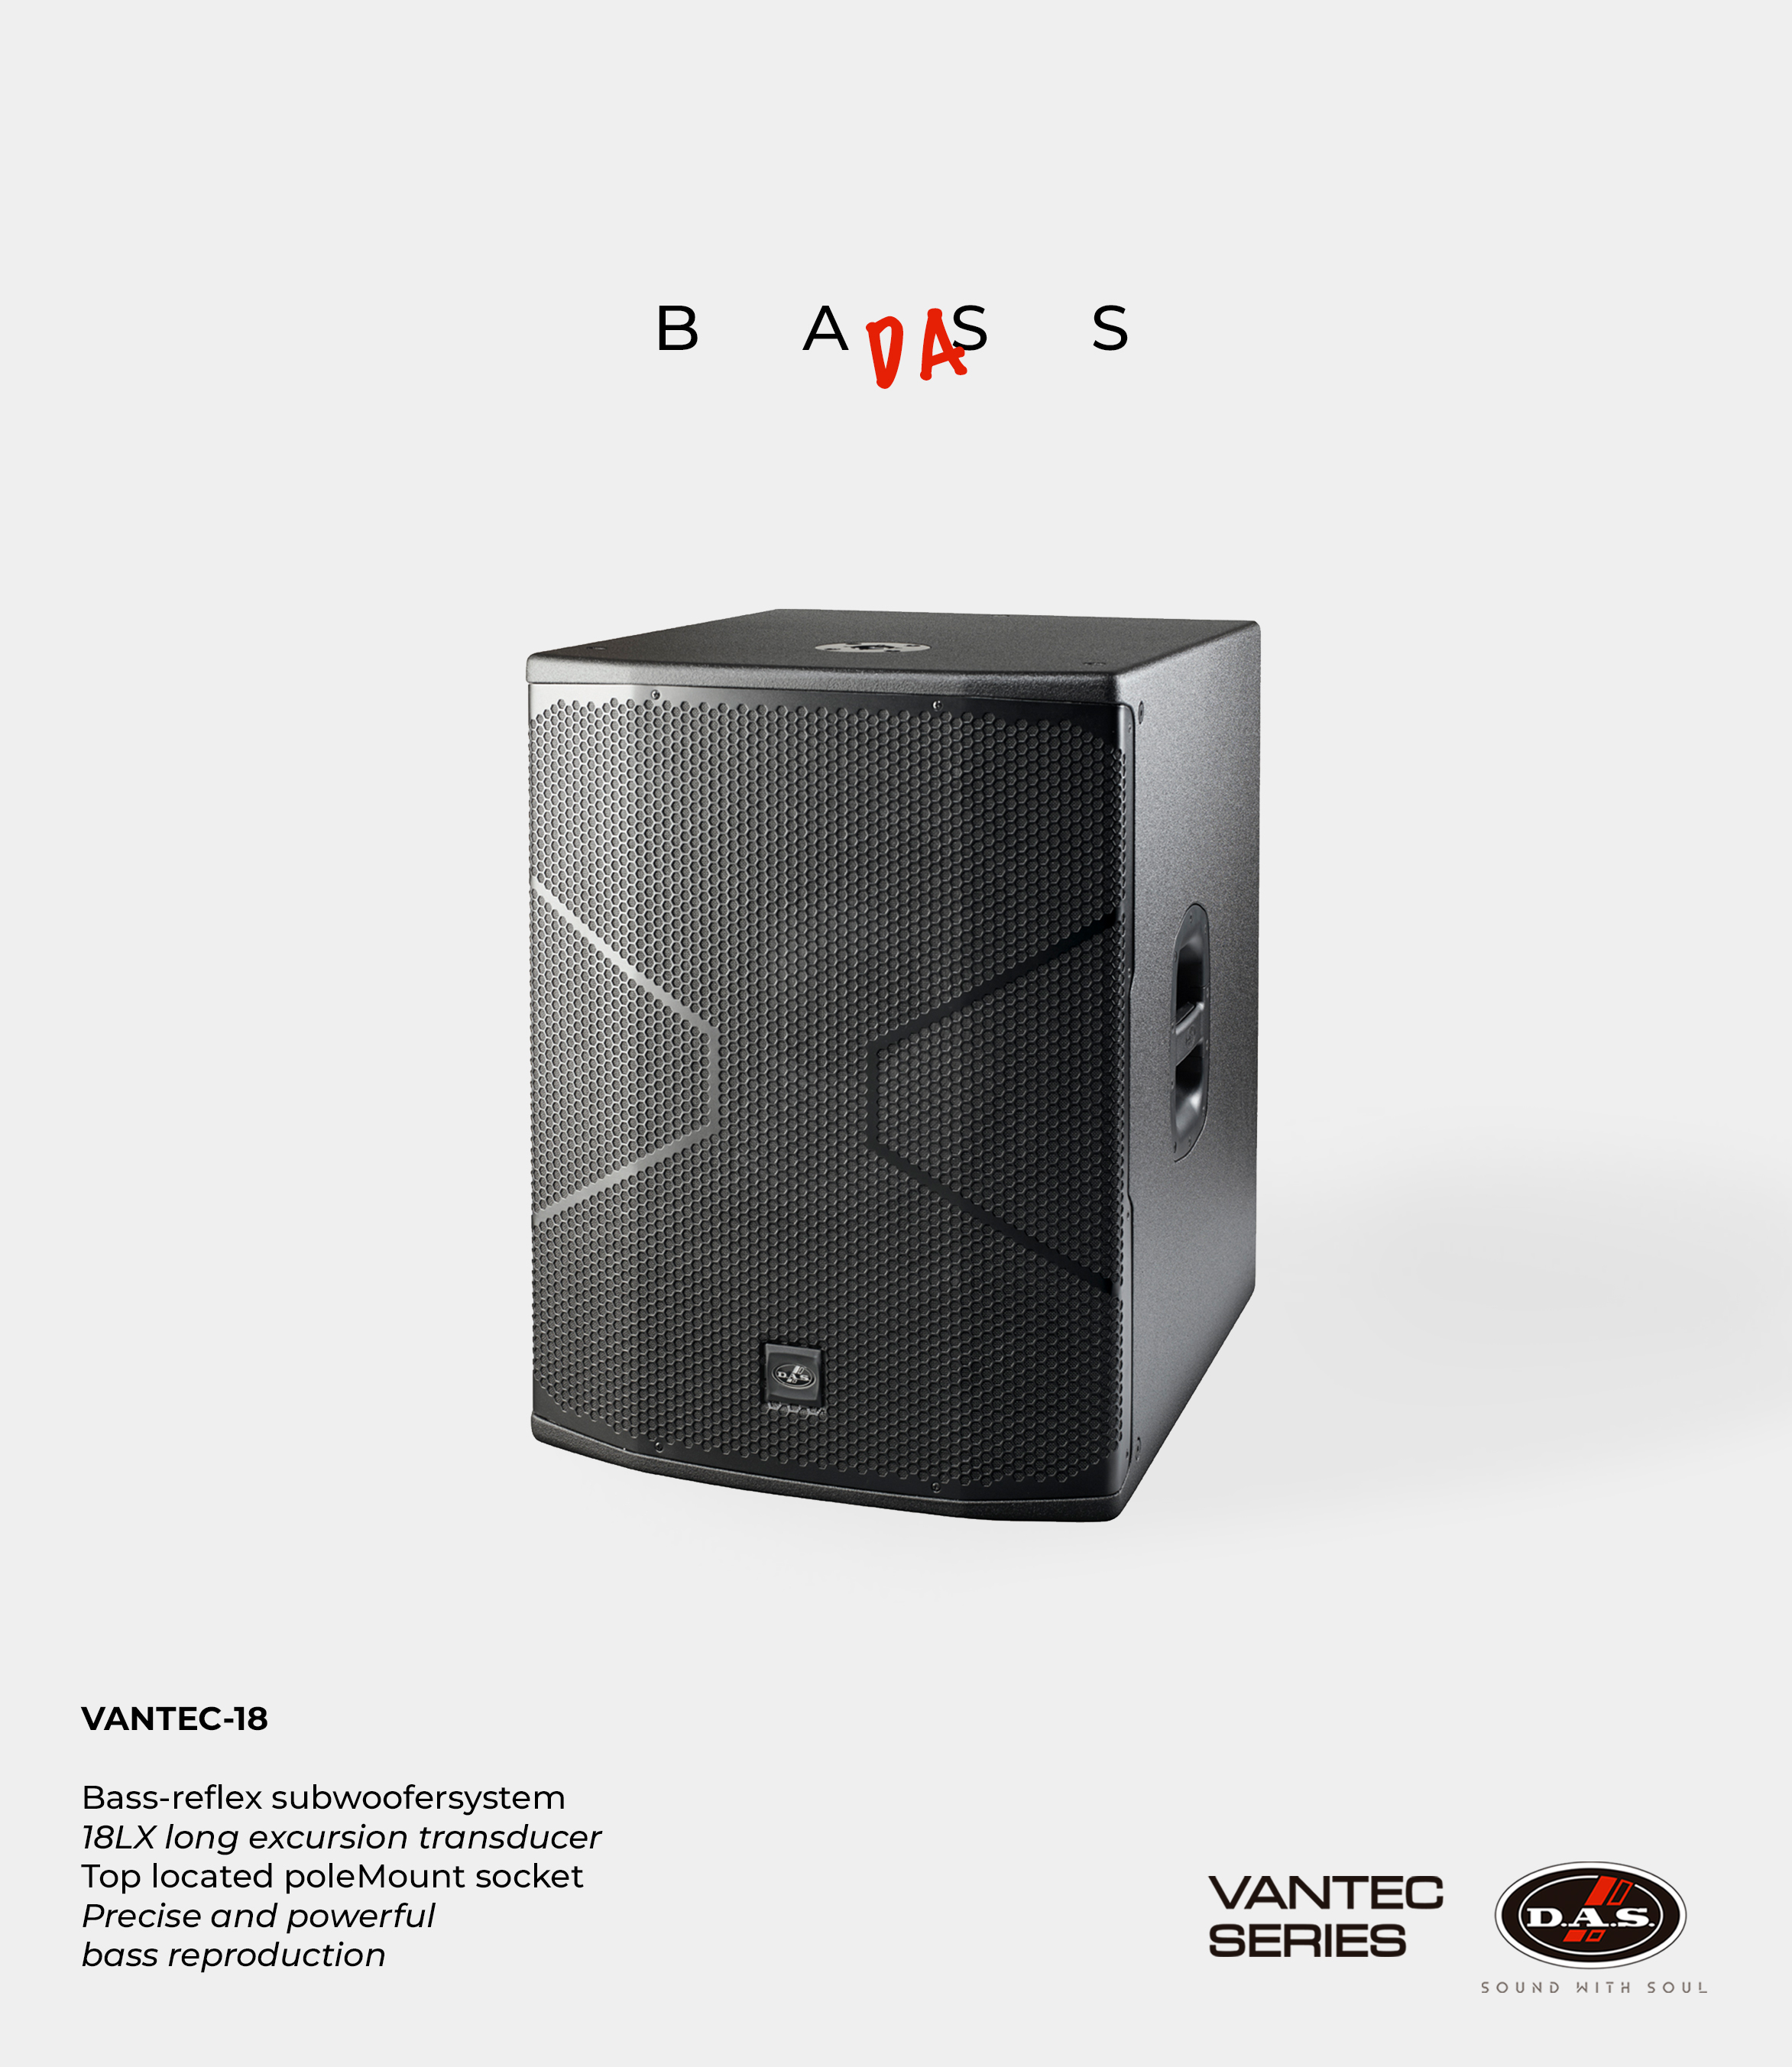 B A DA S S
D.A.S.
VANTEC-18
Bass-reflex subwoofersystem
18LX long excursion transducer
Top located poleMount socket
Precise and powerful
bass reproduction
VANTEC
SERIES
D.A.S.
SOUND WITH SOUL